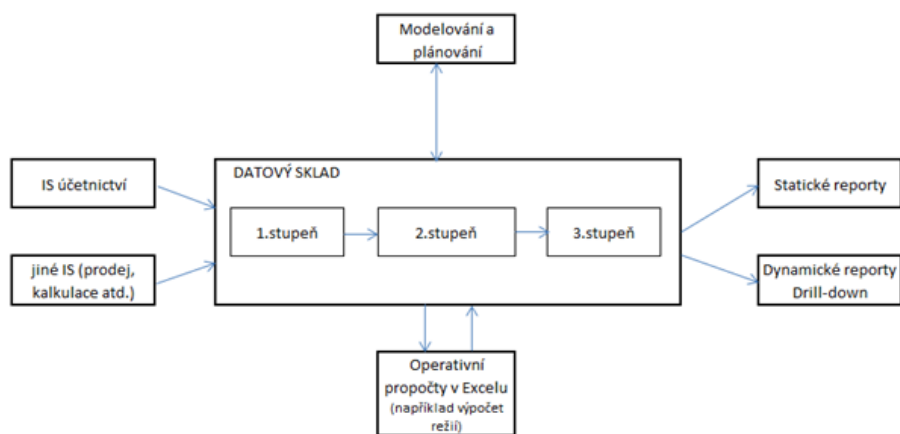 Modelování a
plánování
DATOVÝ SKLAD
IS účetnictví
Statické reporty
1.stupeň
2.stupeň
3.stupeň
jiné IS (prodej,
kalkulace atd.)
Dynamické reporty
Drill-down
Operativní
propočty v Excelu
(například výpočet
režií)